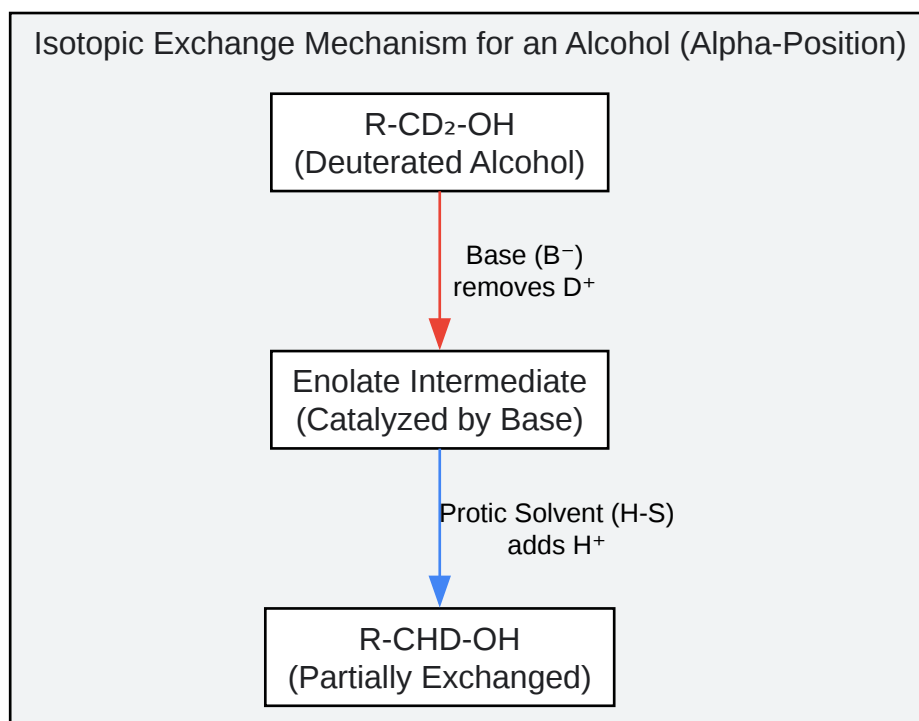 Isotopic Exchange Mechanism for an Alcohol (Alpha-Position)
R-CD₂-OH
(Deuterated Alcohol)
Base (B⁻)
removes D⁺
Enolate Intermediate
(Catalyzed by Base)
Protic Solvent (H-S)
adds H⁺
R-CHD-OH
(Partially Exchanged)